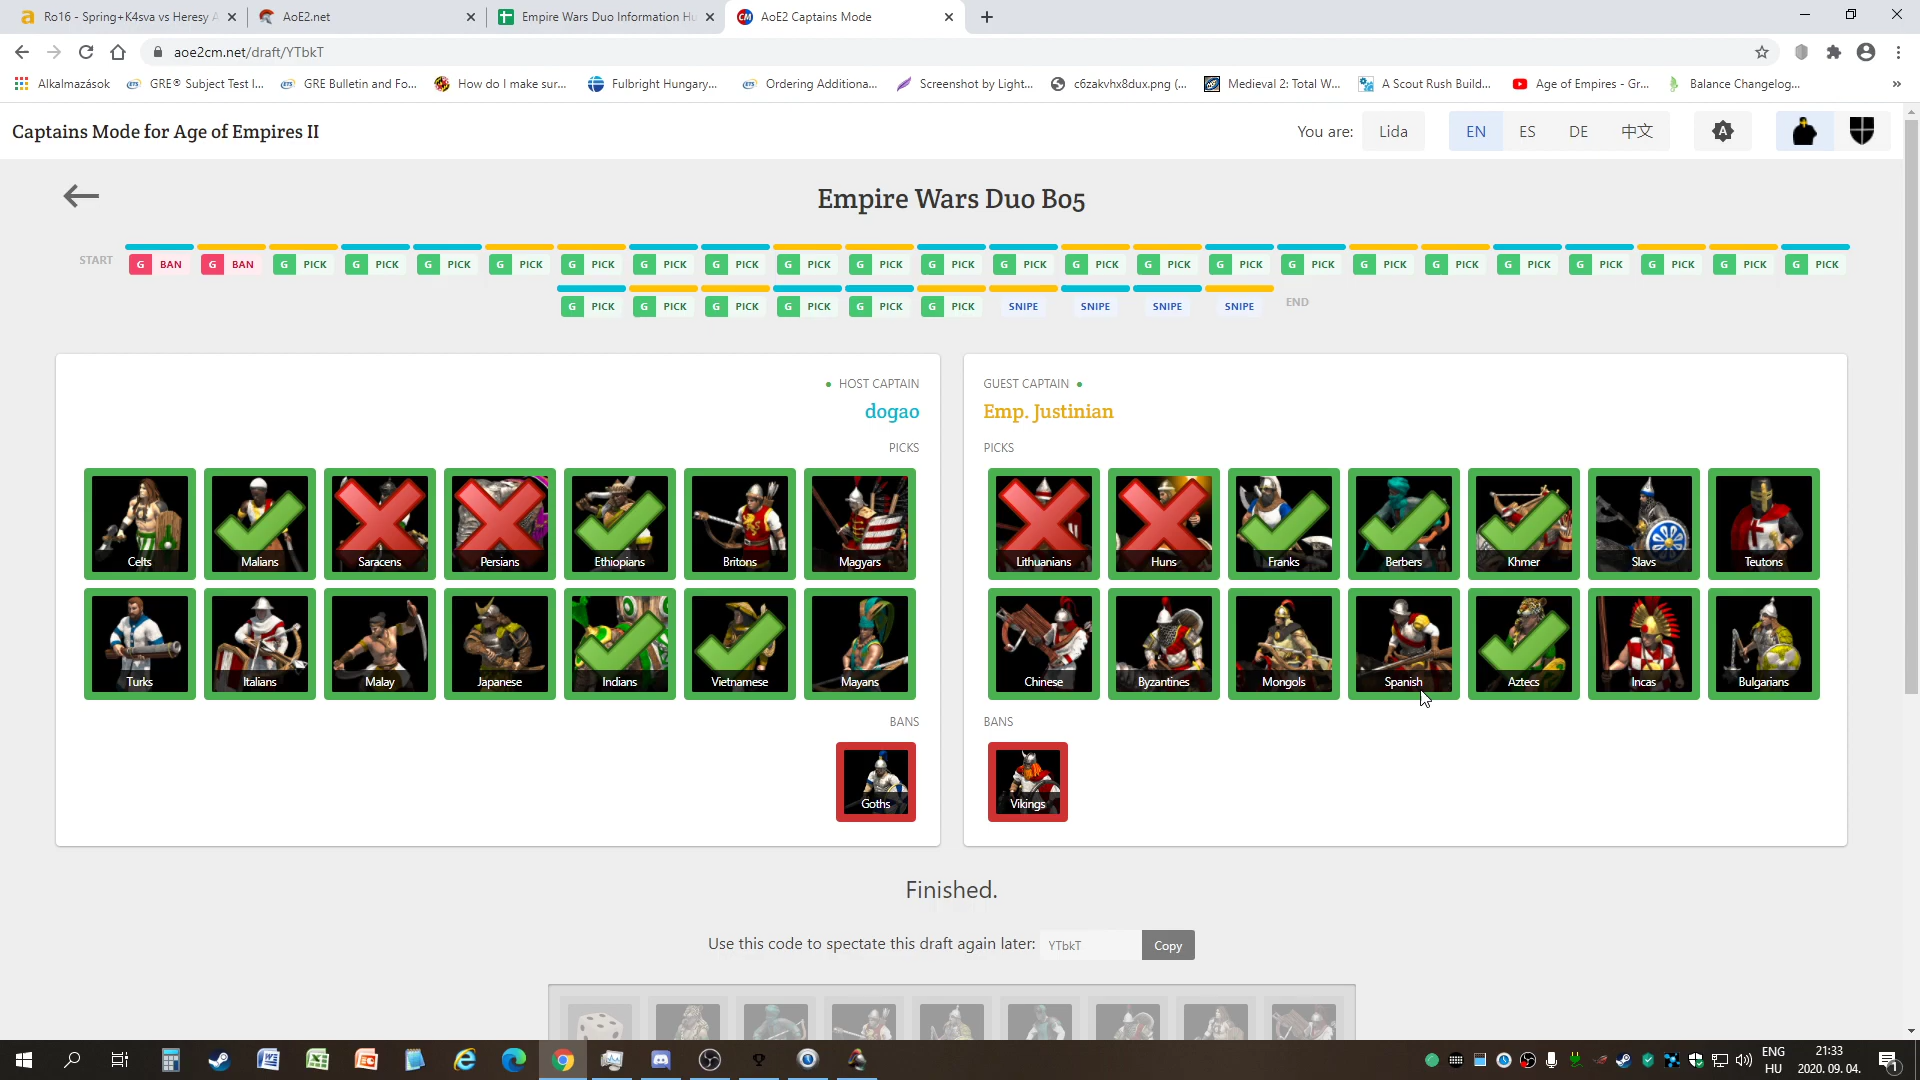 Ro16 - Spring+K4sva vs Heresy A
AoE2.net
Empire Wars Duo Information Hu
CM
AoE2 Captains Mode
aoe2cm.net/draft/YTbkT
Alkalmazások
GRE® Subject Test I...
GRE Bulletin and Fo...
How do I make sur...
Fulbright Hungary...
Ordering Additiona...
Screenshot by Light...
c6zakvhx8dux.png (...
Medieval 2: Total W...
A Scout Rush Build...
Age of Empires - Gr...
Balance Changelog...
»
Captains Mode for Age of Empires II
You are: Lida
EN ES DE 中文
A
Empire Wars Duo Bo5
START G BAN G BAN G PICK G PICK G PICK G PICK G PICK G PICK G PICK G PICK G PICK G PICK G PICK G PICK G PICK G PICK G PICK G PICK G PICK G PICK G PICK G PICK G PICK G PICK
G PICK G PICK G PICK G PICK G PICK G PICK SNIPE SNIPE SNIPE SNIPE END
HOST CAPTAIN
dogao
PICKS
Celts Malians Saracens Persians Ethiopians Britons Magyars
Turks Italians Malay Japanese Indians Vietnamese Mayans
BANS
Goths
GUEST CAPTAIN
Emp. Justinian
PICKS
Lithuanians Huns Franks Berbers Khmer Slavs Teutons
Chinese Byzantines Mongols Spanish Aztecs Incas Bulgarians
BANS
Vikings
Finished.
Use this code to spectate this draft again later: YTbkT Copy
ENG
HU
21:33
2020. 09. 04.
1